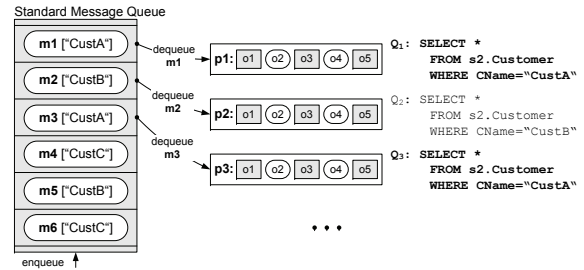 Standard Message Queue
m1 ["CustA"]
m2 ["CustB"]
m3 ["CustA"]
m4 ["CustC"]
m5 ["CustB"]
m6 ["CustC"]
enqueue
dequeue
m1
p1: o1 o2 o3 o4 o5
Q₁: SELECT *
FROM s2.Customer
WHERE CName="CustA"
dequeue
m2
p2: o1 o2 o3 o4 o5
Q₂: SELECT *
FROM s2.Customer
WHERE CName="CustB"
dequeue
m3
p3: o1 o2 o3 o4 o5
Q₃: SELECT *
FROM s2.Customer
WHERE CName="CustA"